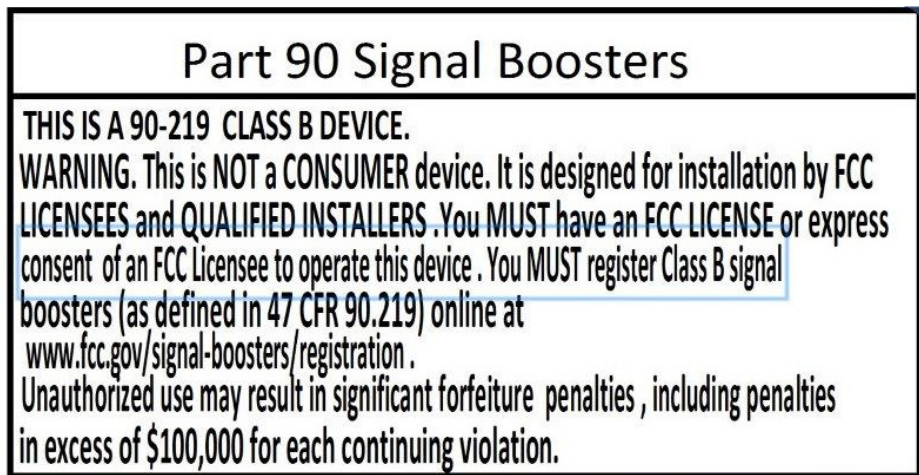 Part 90 Signal Boosters
THIS IS A 90-219 CLASS B DEVICE.
WARNING. This is NOT a CONSUMER device. It is designed for installation by FCC
LICENSEES and QUALIFIED INSTALLERS .You MUST have an FCC LICENSE or express
consent of an FCC Licensee to operate this device . You MUST register Class B signal
boosters (as defined in 47 CFR 90.219) online at
www.fcc.gov/signal-boosters/registration .
Unauthorized use may result in significant forfeiture penalties , including penalties
in excess of $100,000 for each continuing violation.